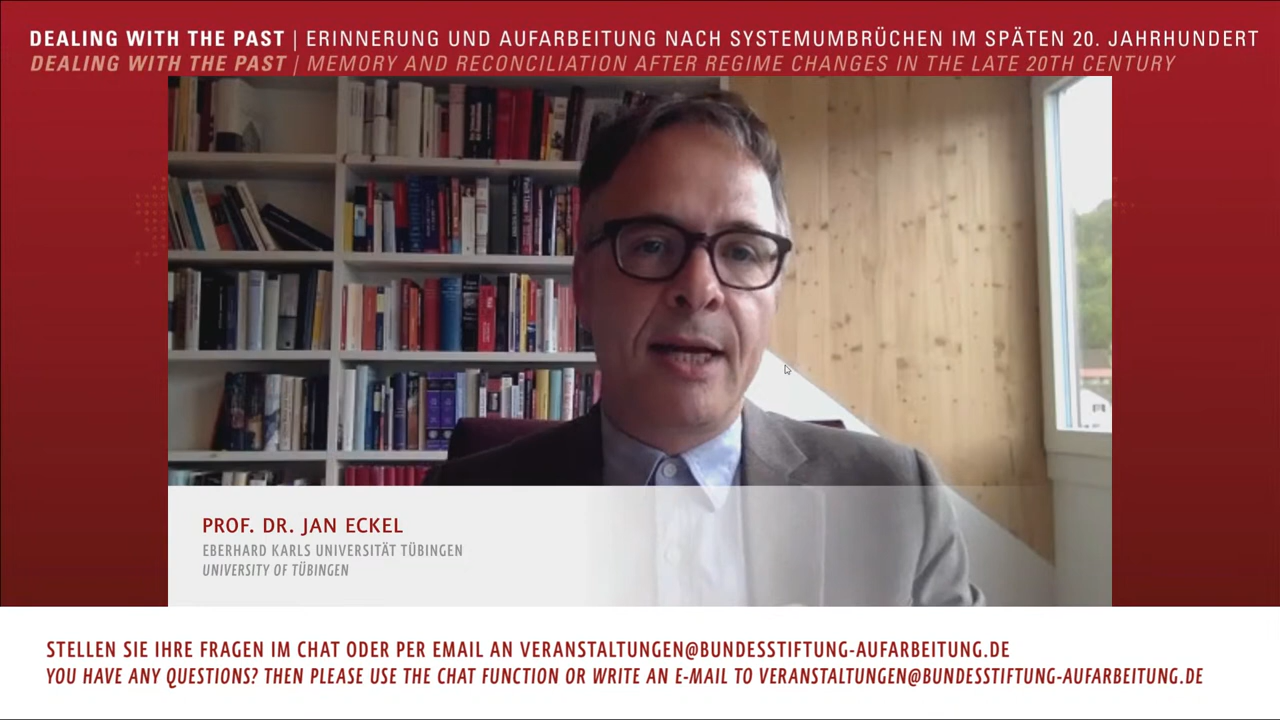 DEALING WITH THE PAST | ERINNERUNG UND AUFARBEITUNG NACH SYSTEMUMBRÜCHEN IM SPÄTEN 20. JAHRHUNDERT
DEALING WITH THE PAST | MEMORY AND RECONCILIATION AFTER REGIME CHANGES IN THE LATE 20TH CENTURY
PROF. DR. JAN ECKEL
EBERHARD KARLS UNIVERSITÄT TÜBINGEN
UNIVERSITY OF TÜBINGEN
STELLEN SIE IHRE FRAGEN IM CHAT ODER PER EMAIL AN VERANSTALTUNGEN@BUNDESSTIFTUNG-AUFARBEITUNG.DE
YOU HAVE ANY QUESTIONS? THEN PLEASE USE THE CHAT FUNCTION OR WRITE AN E-MAIL TO VERANSTALTUNGEN@BUNDESSTIFTUNG-AUFARBEITUNG.DE